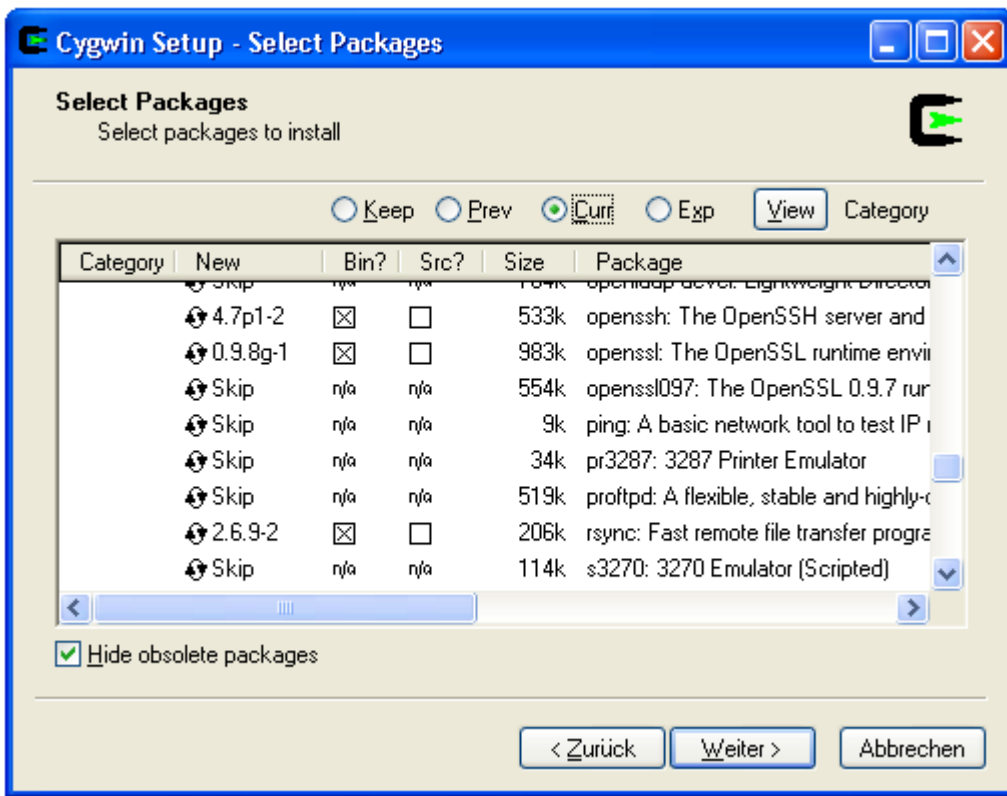 Cygwin Setup - Select Packages
Select Packages
Select packages to install
Keep Prev Curr Exp View Category
Category New Bin? Src? Size Package
Skip n/a n/a openldap-devel: Lightweight Director
4.7p1-2 533k openssh: The OpenSSH server and
0.9.8g-1 983k openssl: The OpenSSL runtime envi
Skip n/a n/a 554k openssl097: The OpenSSL 0.9.7 run
Skip n/a n/a 9k ping: A basic network tool to test IP
Skip n/a n/a 34k pr3287: 3287 Printer Emulator
Skip n/a n/a 519k proftpd: A flexible, stable and highly-c
2.6.9-2 206k rsync: Fast remote file transfer progra
Skip n/a n/a 114k s3270: 3270 Emulator (Scripted)
Hide obsolete packages
< Zurück Weiter > Abbrechen